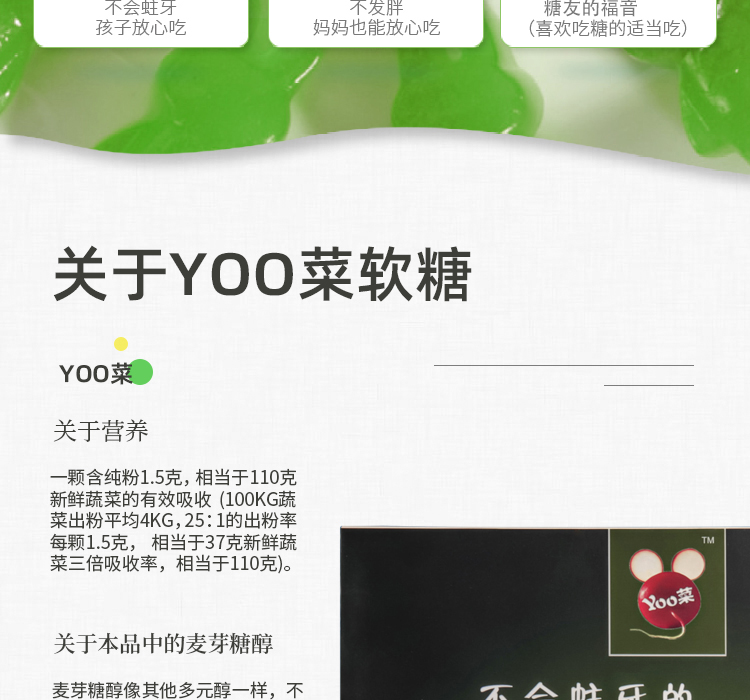 不会蛀牙
孩子放心吃
不发胖
妈妈也能放心吃
糖友的福音
（喜欢吃糖的适当吃）
关于YOO菜软糖
YOO菜
关于营养
一颗含纯粉1.5克，相当于110克
新鲜蔬菜的有效吸收 (100KG蔬
菜出粉平均4KG，25：1的出粉率
每颗1.5克， 相当于37克新鲜蔬
菜三倍吸收率，相当于110克)。
TM
Yoo菜
关于本品中的麦芽糖醇
麦芽糖醇像其他多元醇一样，不
不会蛀牙的